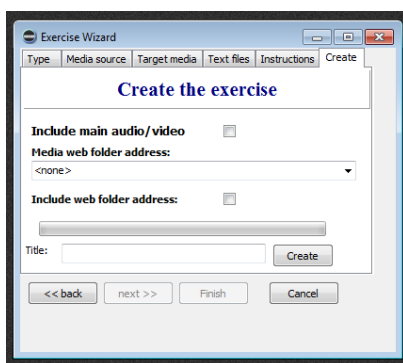 Exercise Wizard
Type Media source Target media Text files Instructions Create
Create the exercise
Include main audio/video
Media web folder address:
<none>
Include web folder address:
Title: Create
<< back next >> Finish Cancel